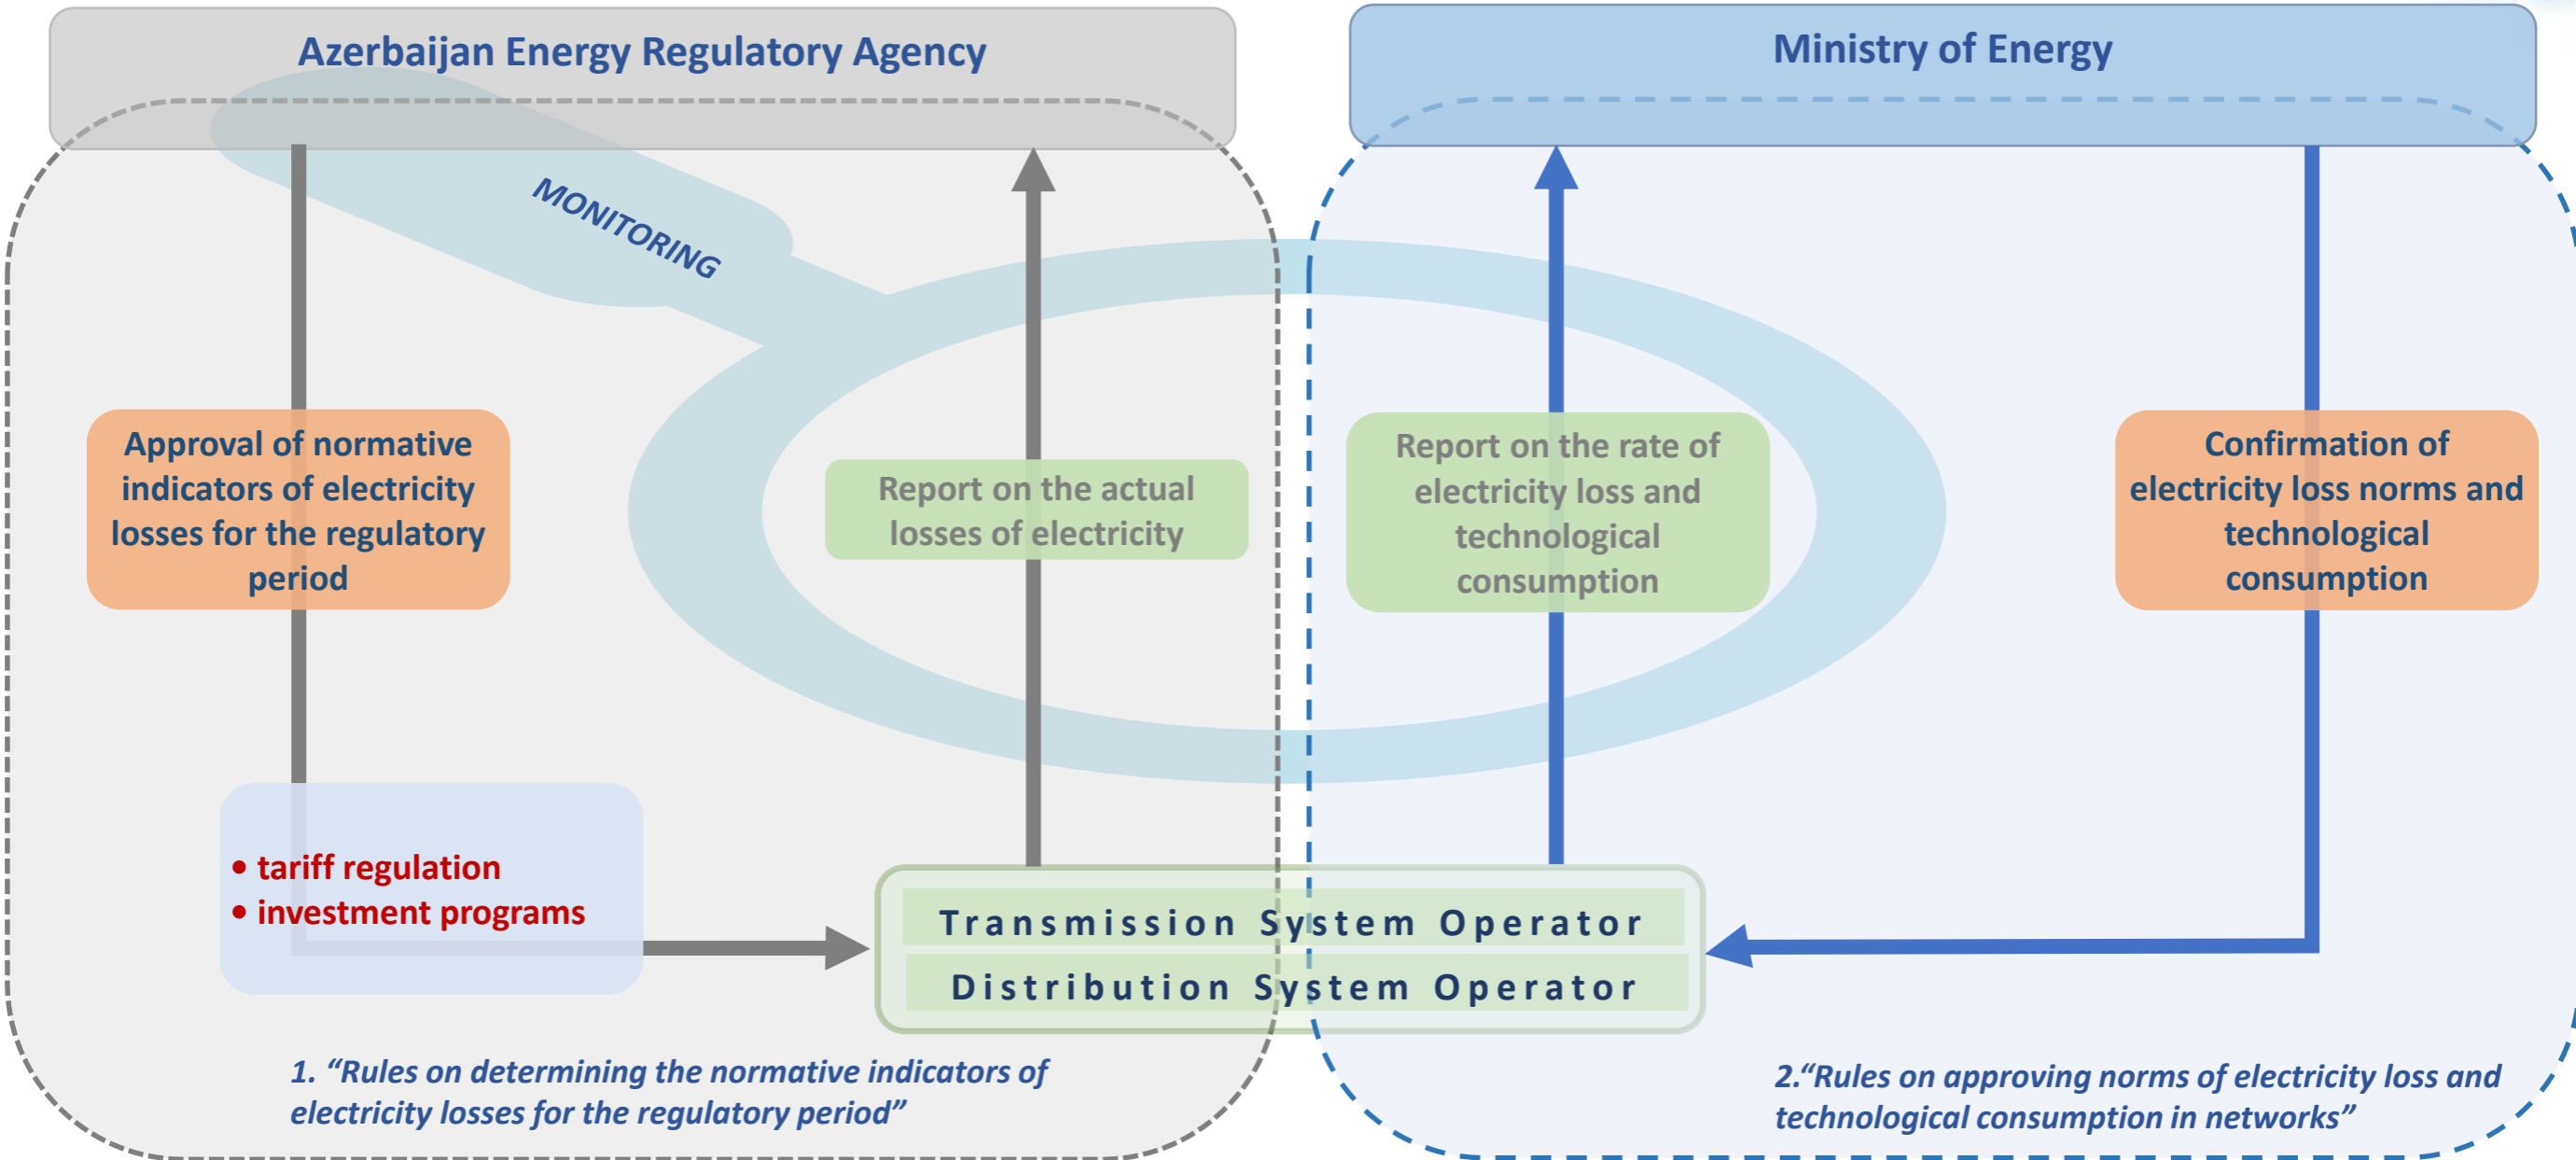 Azerbaijan Energy Regulatory Agency
Ministry of Energy
MONITORING
Approval of normative
indicators of electricity
losses for the regulatory
period
Report on the actual
losses of electricity
Report on the rate of
electricity loss and
technological
consumption
Confirmation of
electricity loss norms and
technological
consumption
• tariff regulation
• investment programs
Transmission System Operator
Distribution System Operator
1. “Rules on determining the normative indicators of
electricity losses for the regulatory period”
2.“Rules on approving norms of electricity loss and
technological consumption in networks”